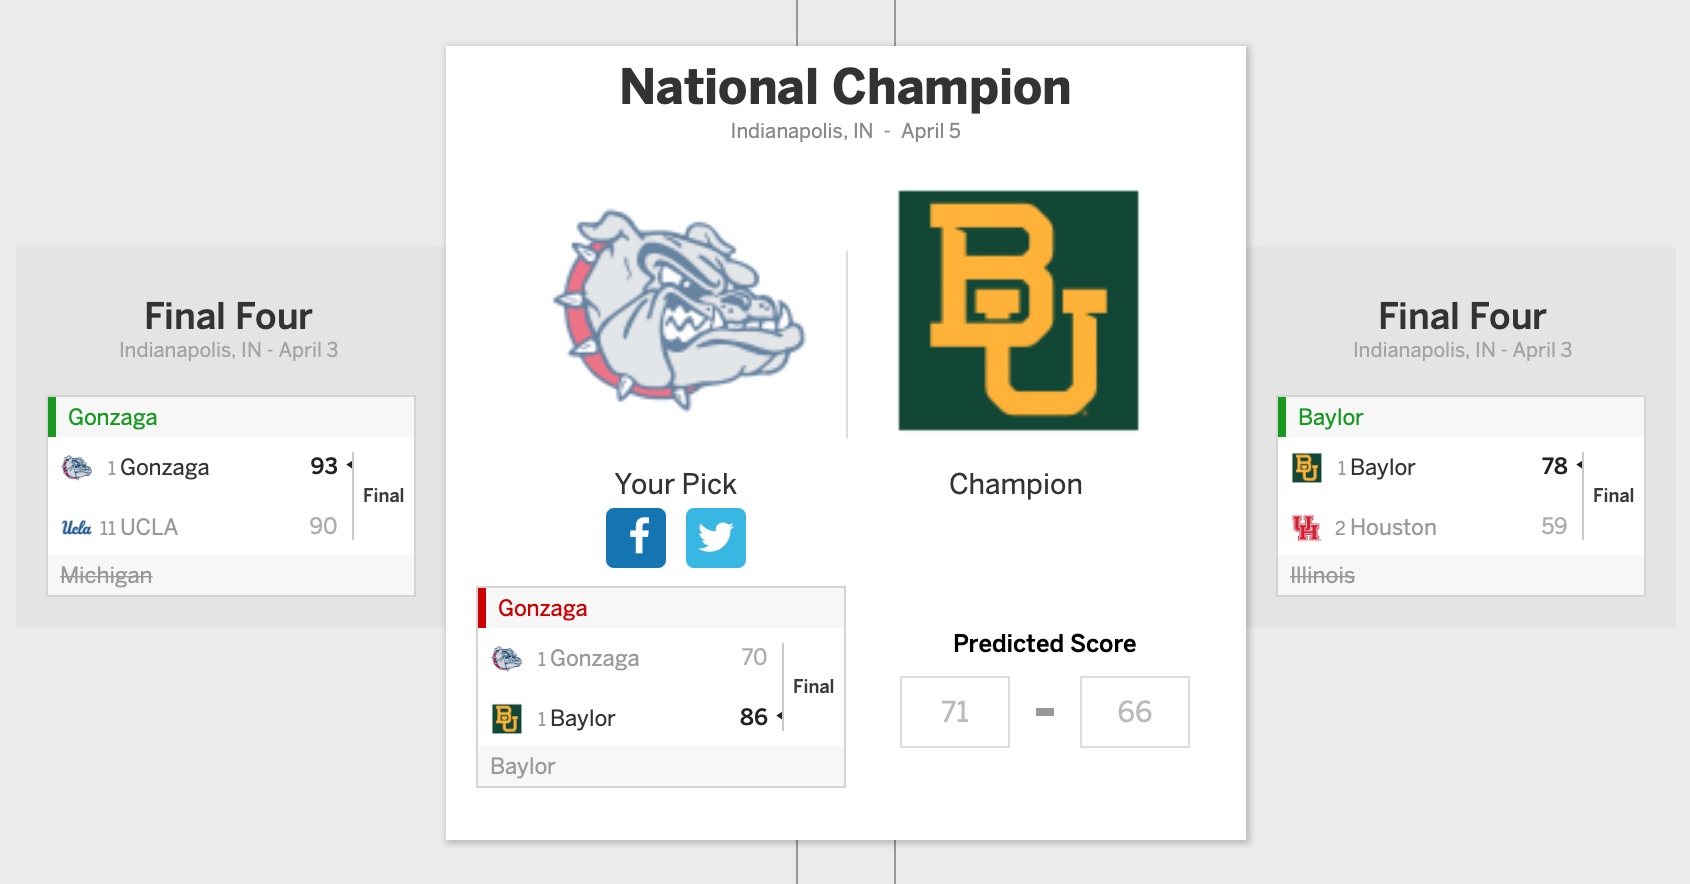 National Champion
Indianapolis, IN - April 5
BU
Your Pick
Champion
Gonzaga
1 Gonzaga 70
Final
1 Baylor 86
Baylor
Predicted Score
71 - 66
Final Four
Indianapolis, IN - April 3
Gonzaga
1 Gonzaga 93
Final
Ucla 11 UCLA 90
Michigan
Final Four
Indianapolis, IN - April 3
Baylor
BU 1 Baylor 78
Final
UH 2 Houston 59
Illinois